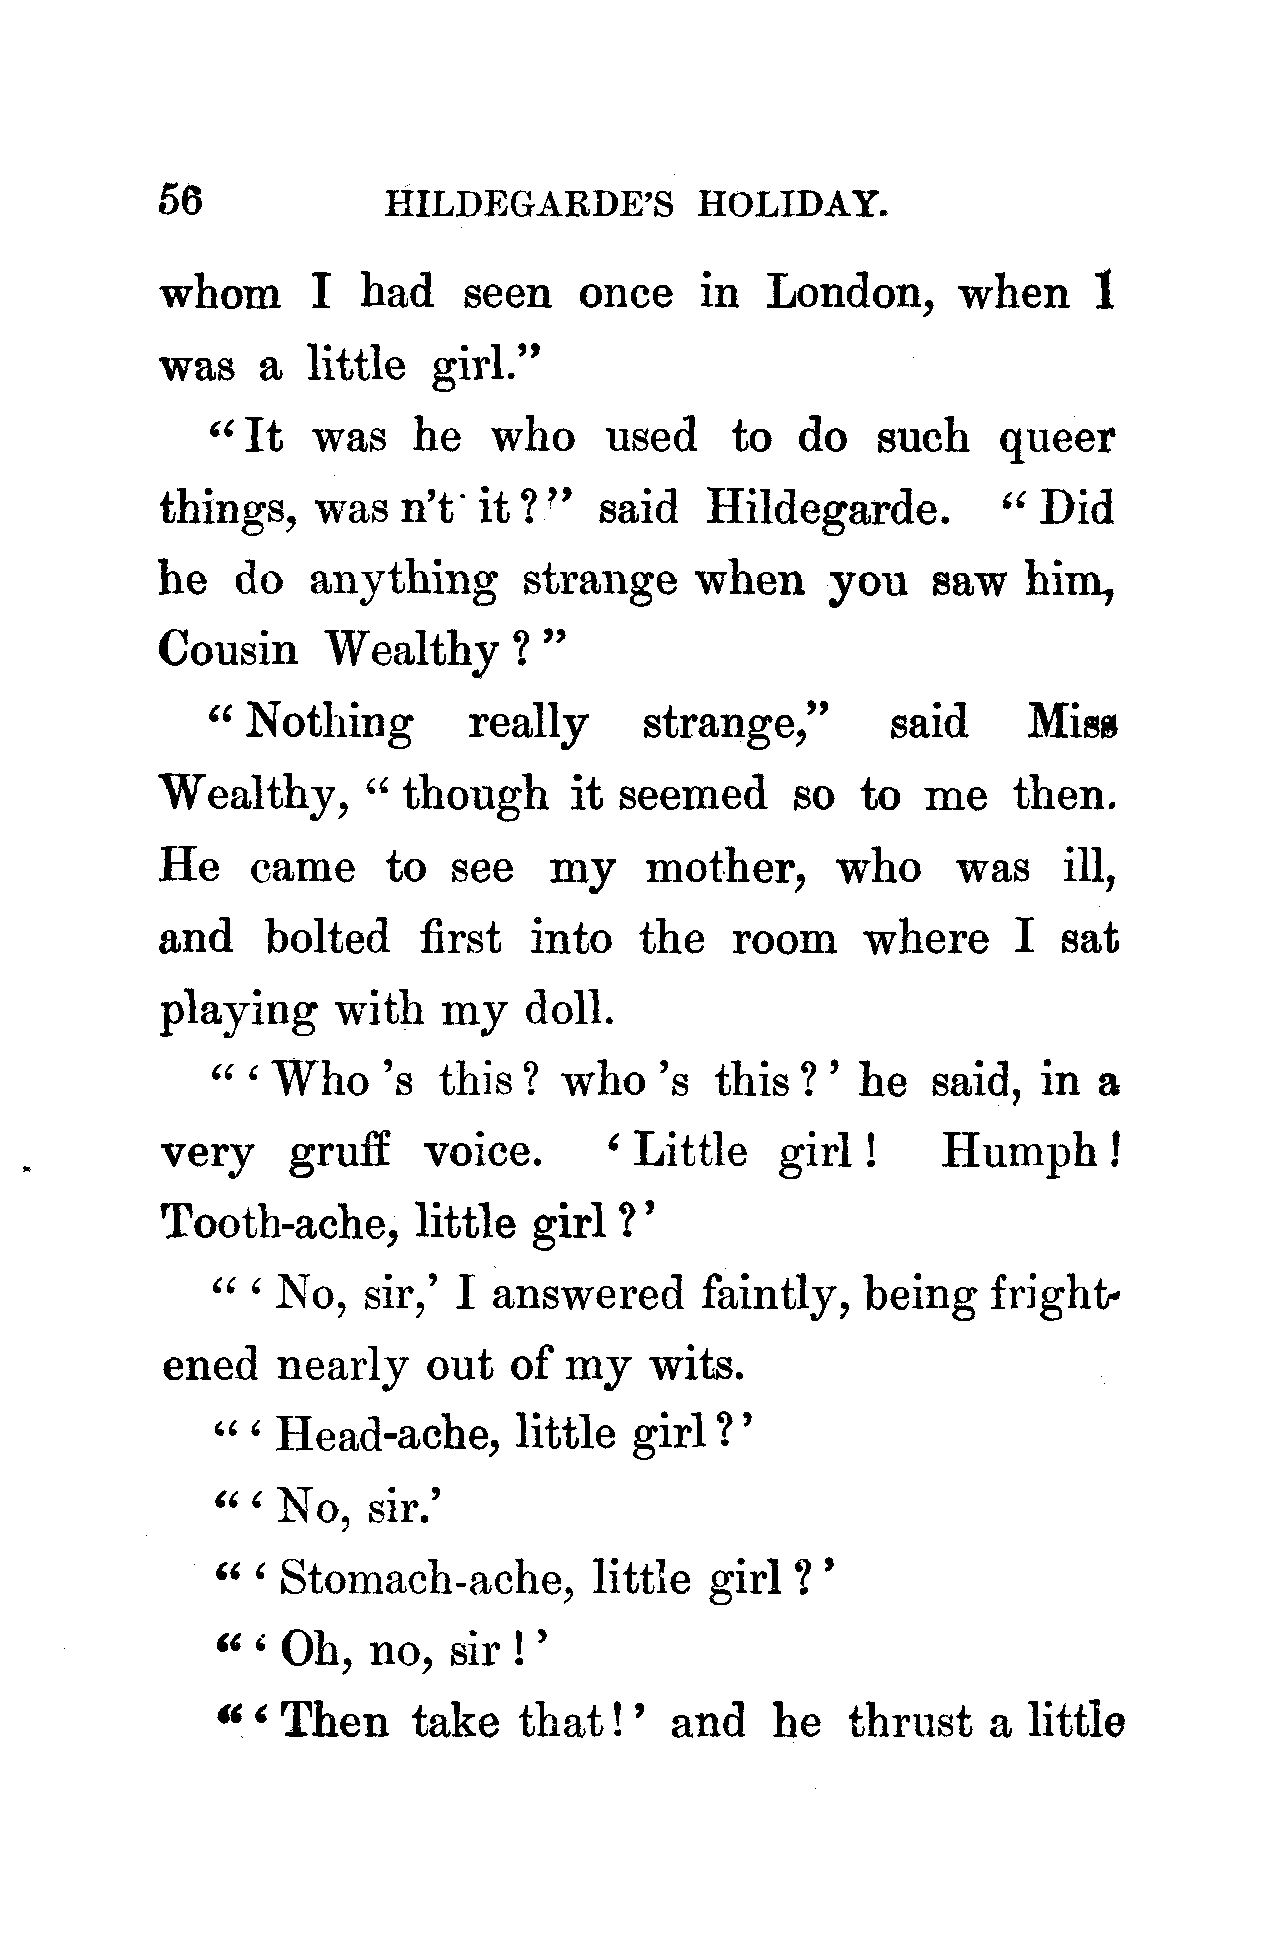 56 HILDEGARDE'S HOLIDAY.
whom I had seen once in London, when I
was a little girl."
"It was he who used to do such queer
things, was n't it?" said Hildegarde. "Did
he do anything strange when you saw him,
Cousin Wealthy?"
"Nothing really strange," said Miss
Wealthy, "though it seemed so to me then.
He came to see my mother, who was ill,
and bolted first into the room where I sat
playing with my doll.
"'Who 's this? who 's this?' he said, in a
very gruff voice. 'Little girl! Humph!
Tooth-ache, little girl?'
"'No, sir,' I answered faintly, being fright-
ened nearly out of my wits.
"'Head-ache, little girl?'
"'No, sir.'
"'Stomach-ache, little girl?'
"'Oh, no, sir!'
"'Then take that!' and he thrust a little